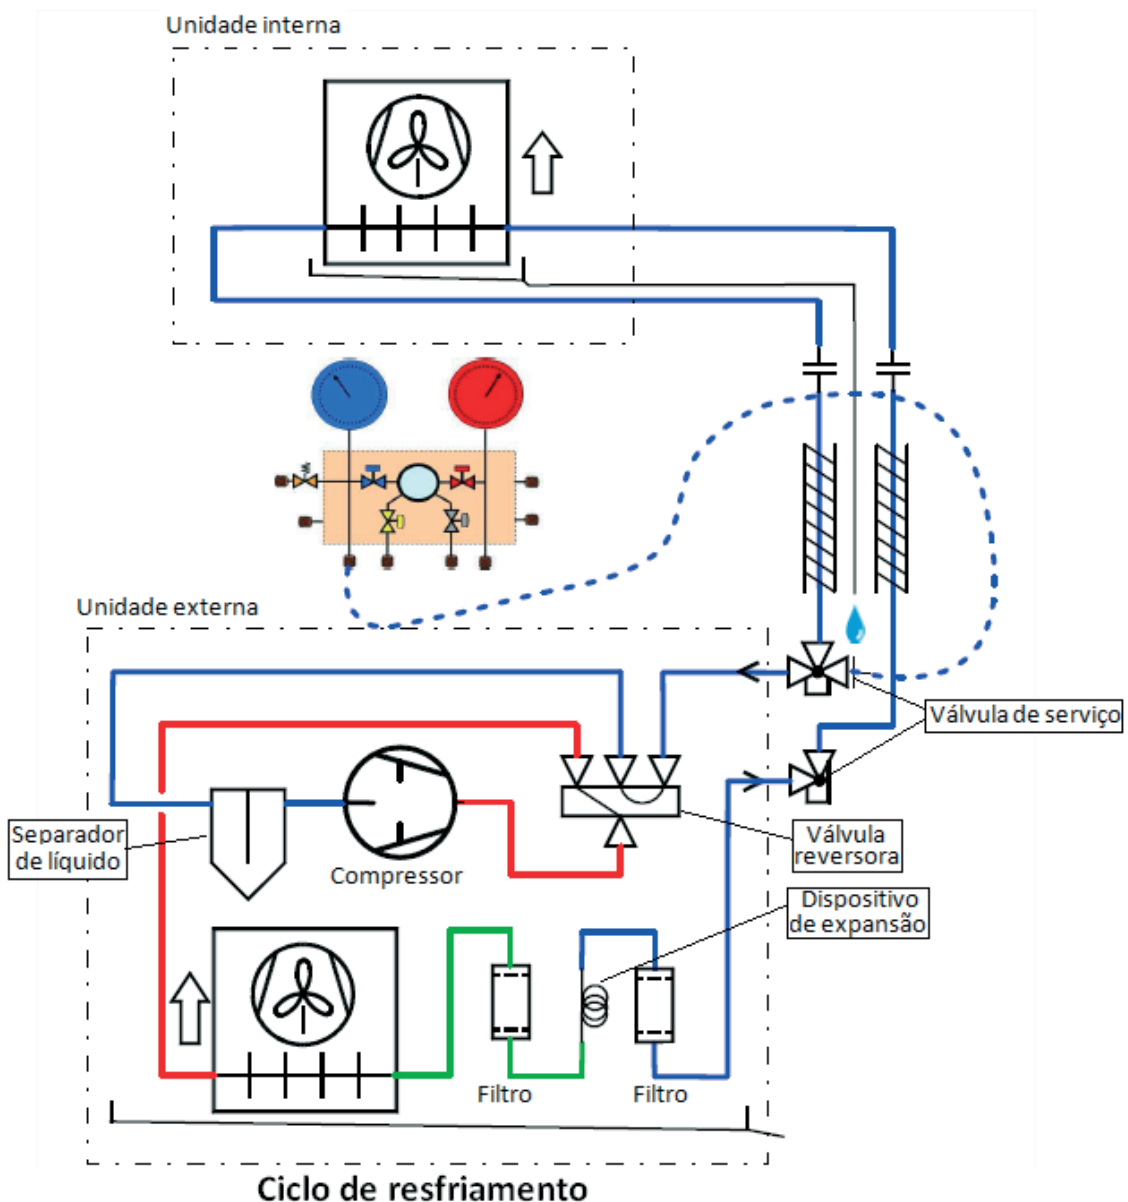 Unidade interna
Unidade externa
Válvula de serviço
Separador
de líquido
Compressor
Válvula
reversora
Dispositivo
de expansão
Filtro
Filtro
Ciclo de resfriamento